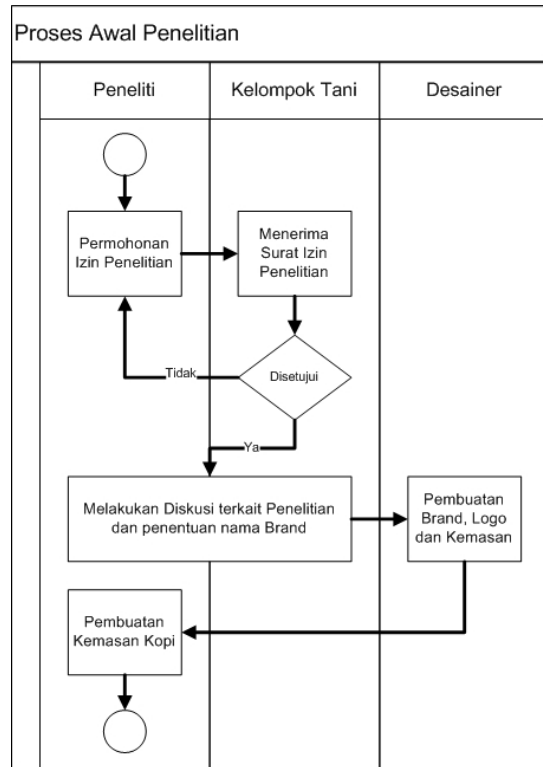 Proses Awal Penelitian
Peneliti
Kelompok Tani
Desainer
Permohonan
Izin Penelitian
Menerima
Surat Izin
Penelitian
Disetujui
Tidak
Ya
Melakukan Diskusi terkait Penelitian
dan penentuan nama Brand
Pembuatan
Brand, Logo
dan Kemasan
Pembuatan
Kemasan Kopi